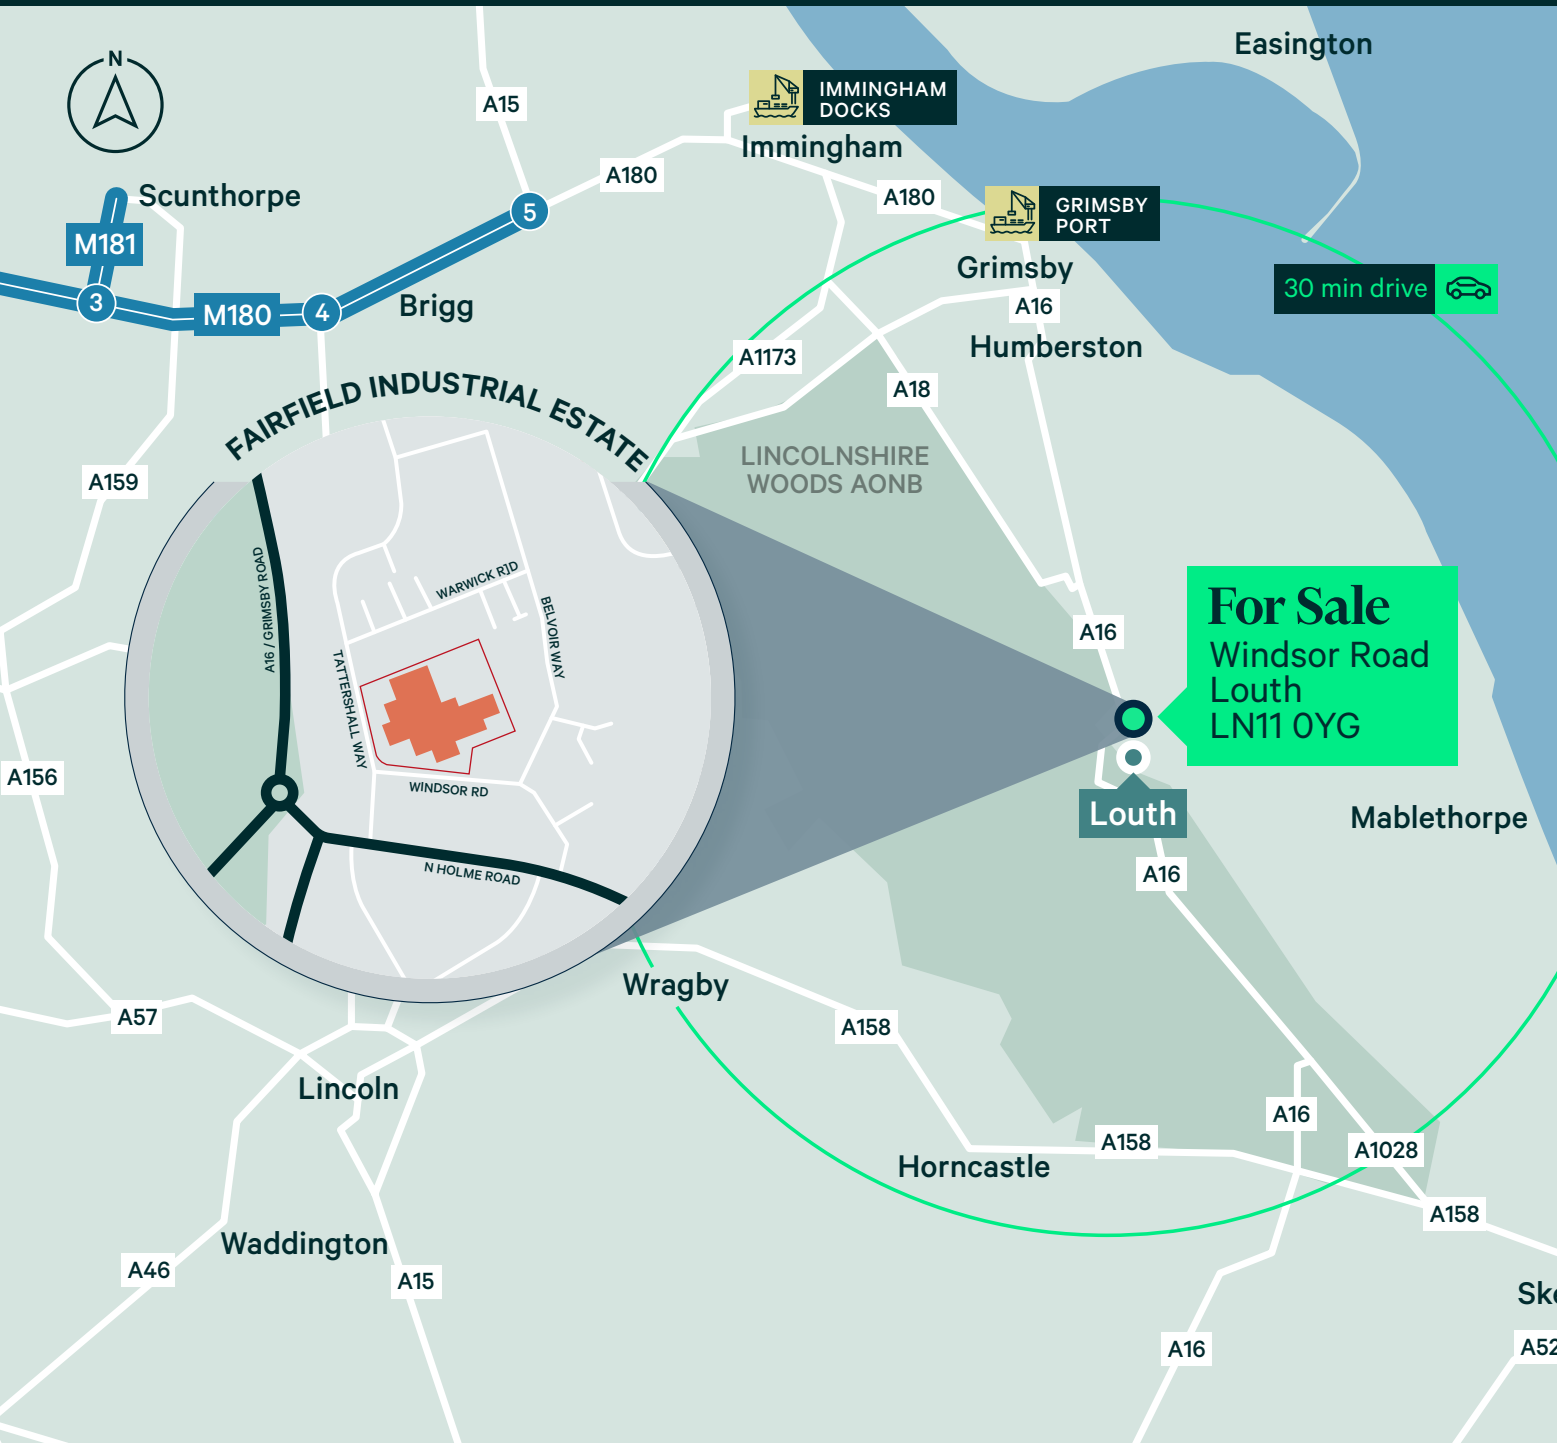 Easington
N
A15
IMMINGHAM
DOCKS
Immingham
A180
A180
Scunthorpe
GRIMSBY
PORT
5
M181
Grimsby
30 min drive
3
M180
4
Brigg
A16
Humberston
A1173
A18
FAIRFIELD INDUSTRIAL ESTATE
LINCOLNSHIRE
WOODS AONB
A159
A16 / GRIMSBY ROAD
WARWICK R]D
BELVOIR WAY
TATTERSHALL WAY
WINDSOR RD
N HOLME ROAD
A16
For Sale
Windsor Road
Louth
LN11 0YG
A156
Louth
Mablethorpe
A16
Wragby
A57
A158
Lincoln
A16
A158
A1028
Horncastle
A158
Waddington
A46
A15
Ske
A16
A52